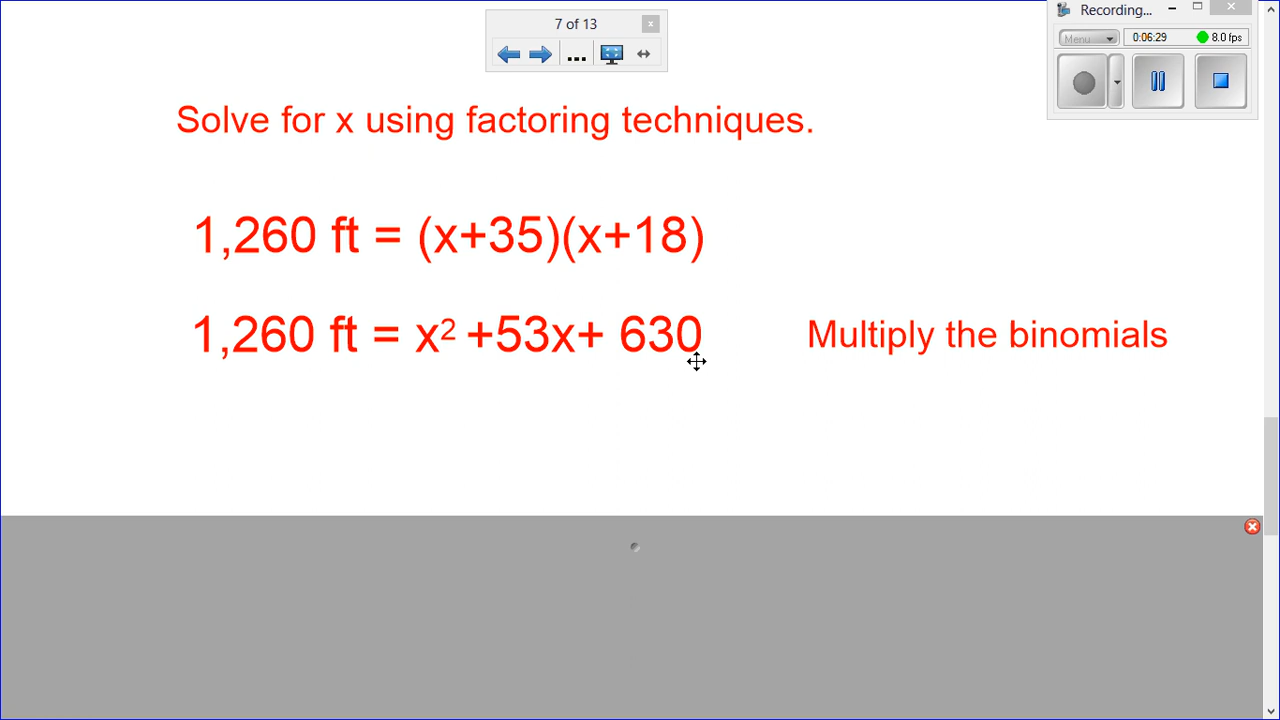 7 of 13
x
...
Recording...
Menu
0:06:29
8.0 fps
Solve for x using factoring techniques.
1,260 ft = (x+35)(x+18)
1,260 ft = x² +53x+ 630
Multiply the binomials